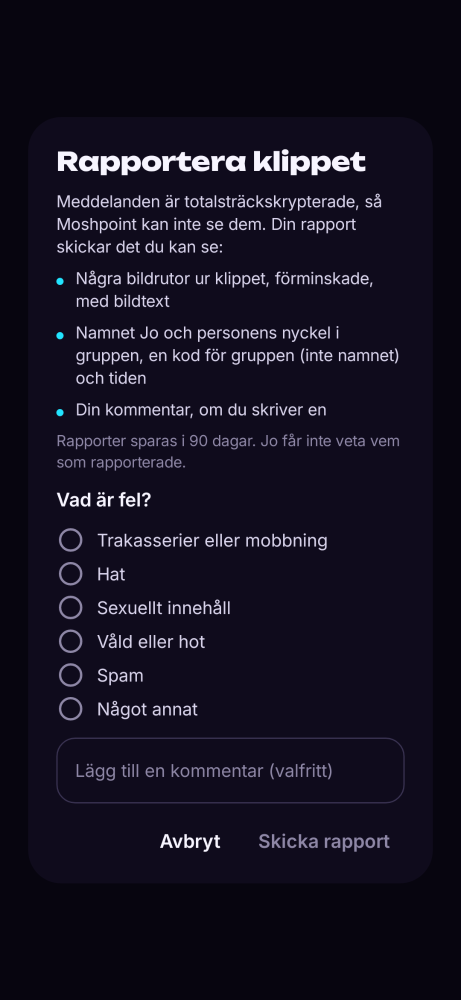 Rapportera klippet
Meddelanden är totalsträckskrypterade, så
Moshpoint kan inte se dem. Din rapport
skickar det du kan se:
Några bildrutor ur klippet, förminskade,
med bildtext
Namnet Jo och personens nyckel i
gruppen, en kod för gruppen (inte namnet)
och tiden
Din kommentar, om du skriver en
Rapporter sparas i 90 dagar. Jo får inte veta vem
som rapporterade.
Vad är fel?
Trakasserier eller mobbning
Hat
Sexuellt innehåll
Våld eller hot
Spam
Något annat
Lägg till en kommentar (valfritt)
Avbryt Skicka rapport